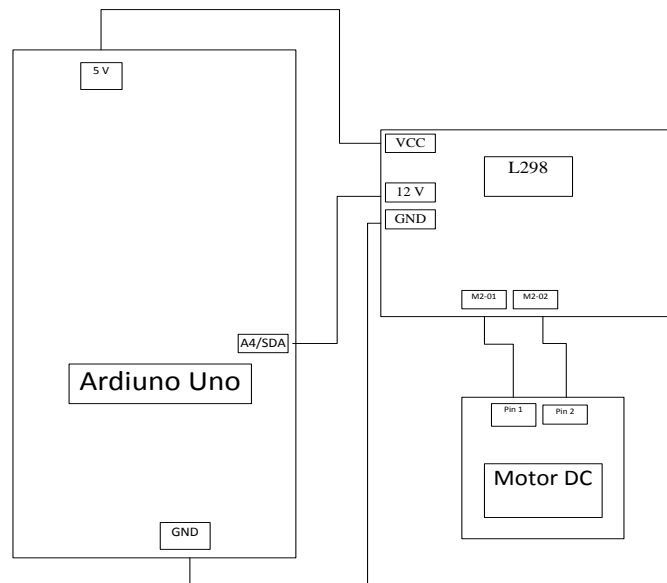 5 V
VCC
L298
12 V
GND
M2-01
M2-02
A4/SDA
Ardiuno Uno
Pin 1
Pin 2
Motor DC
GND